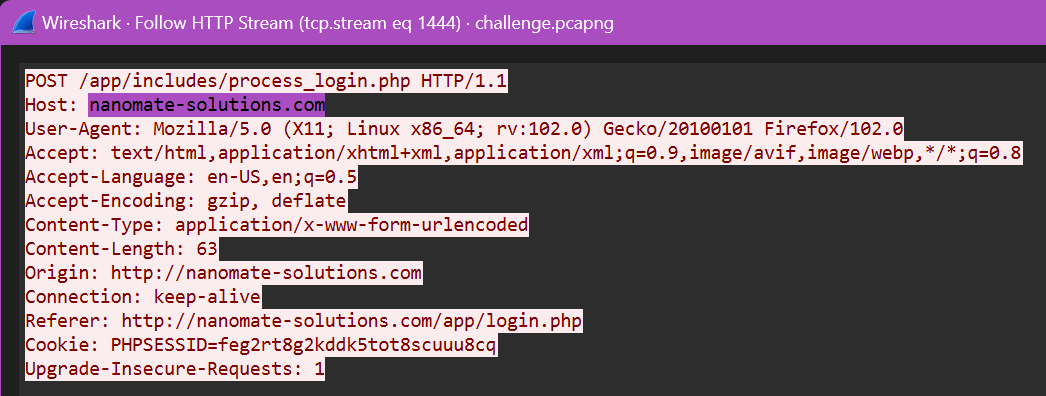 Wireshark · Follow HTTP Stream (tcp.stream eq 1444) · challenge.pcapng
POST /app/includes/process_login.php HTTP/1.1
Host: nanomate-solutions.com
User-Agent: Mozilla/5.0 (X11; Linux x86_64; rv:102.0) Gecko/20100101 Firefox/102.0
Accept: text/html,application/xhtml+xml,application/xml;q=0.9,image/avif,image/webp,*/*;q=0.8
Accept-Language: en-US,en;q=0.5
Accept-Encoding: gzip, deflate
Content-Type: application/x-www-form-urlencoded
Content-Length: 63
Origin: http://nanomate-solutions.com
Connection: keep-alive
Referer: http://nanomate-solutions.com/app/login.php
Cookie: PHPSESSID=feg2rt8g2kddk5tot8scuuu8cq
Upgrade-Insecure-Requests: 1